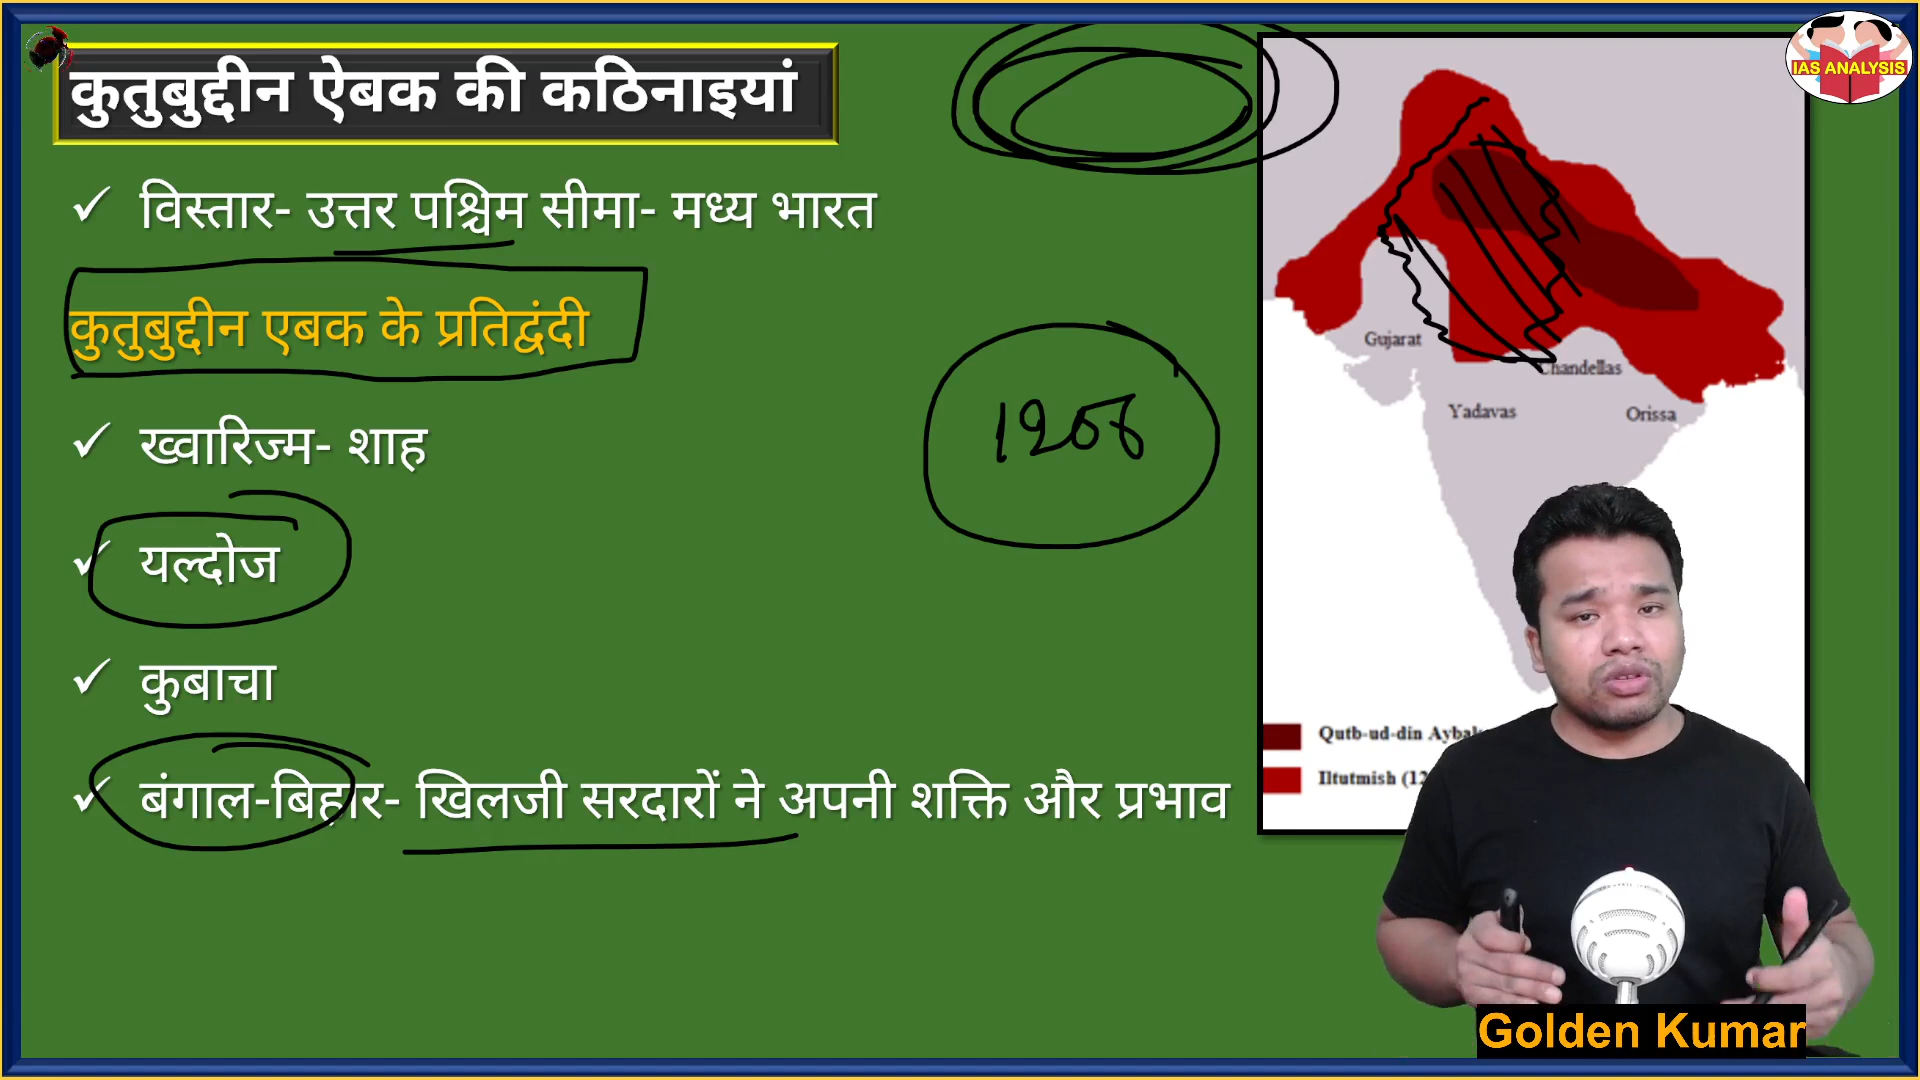 कुतुबुद्दीन ऐबक की कठिनाइयां
IAS ANALYSIS
विस्तार- उत्तर पश्चिम सीमा- मध्य भारत
कुतुबुद्दीन एबक के प्रतिद्वंदी
ख्वारिज्म- शाह
यल्दोज
कुबाचा
बंगाल-बिहार- खिलजी सरदारों ने अपनी शक्ति और प्रभाव
1206
Gujarat
Chandellas
Yadavas
Orissa
Qutb-ud-din Aybak
Iltutmish (12
Golden Kumar